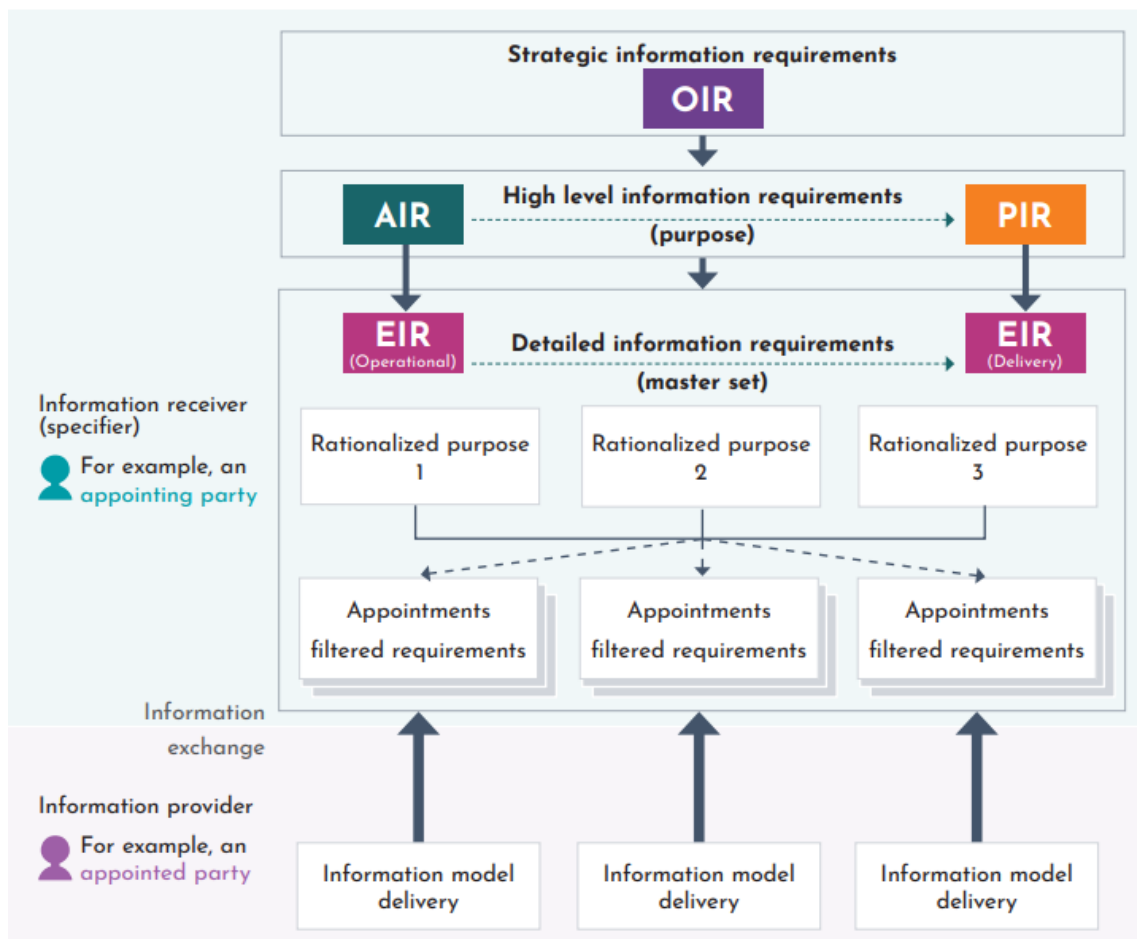 Strategic information requirements
OIR
AIR
High level information requirements
(purpose)
PIR
EIR
(Operational)
Detailed information requirements
(master set)
EIR
(Delivery)
Information receiver
(specifier)
For example, an
appointing party
Rationalized purpose
1
Rationalized purpose
2
Rationalized purpose
3
Appointments
filtered requirements
Appointments
filtered requirements
Appointments
filtered requirements
Information
exchange
Information provider
For example, an
appointed party
Information model
delivery
Information model
delivery
Information model
delivery